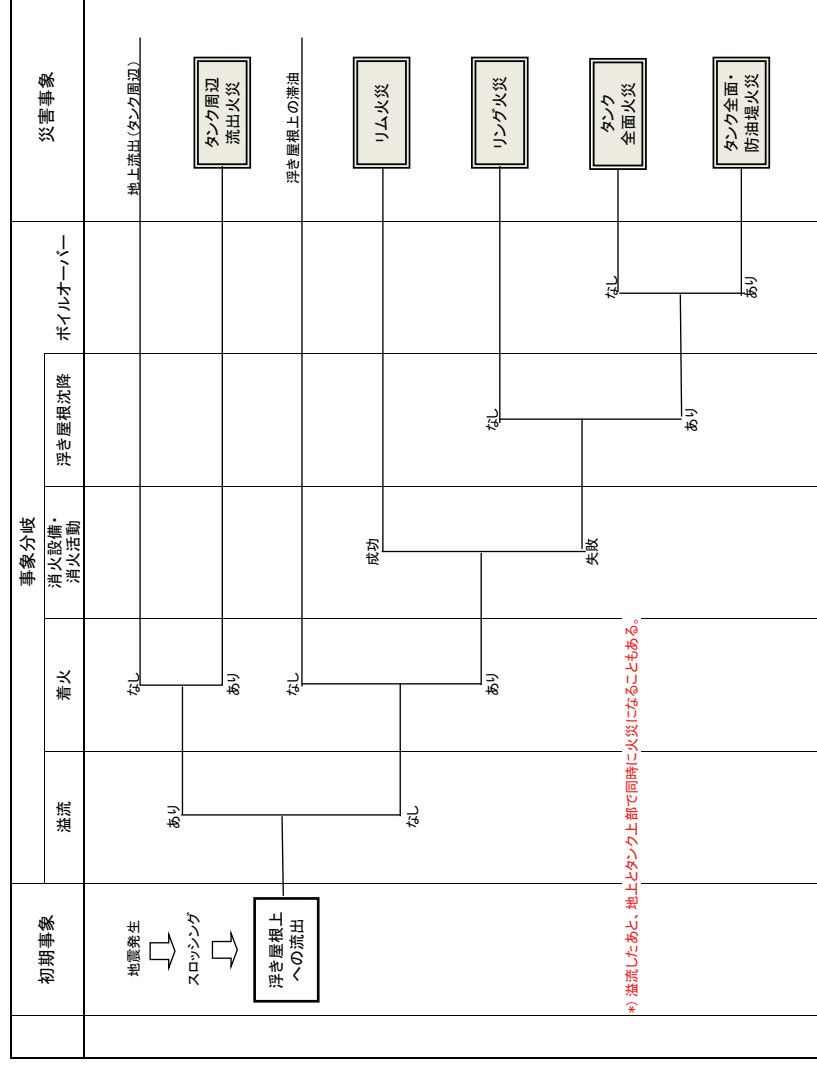 初期事象
事象分岐
災害事象
溢流
着火
消火設備・
消火活動
浮き屋根沈降
ボイルオーバー
地震発生
スロッシング
浮き屋根上
への流出
あり
なし
なし
あり
なし
あり
成功
失敗
なし
あり
なし
あり
地上流出(タンク周辺)
タンク周辺
流出火災
浮き屋根上の滞油
リム火災
リング火災
タンク
全面火災
タンク全面・
防油堤火災
*) 溢流したあと、地上とタンク上部で同時に火災になることもある。